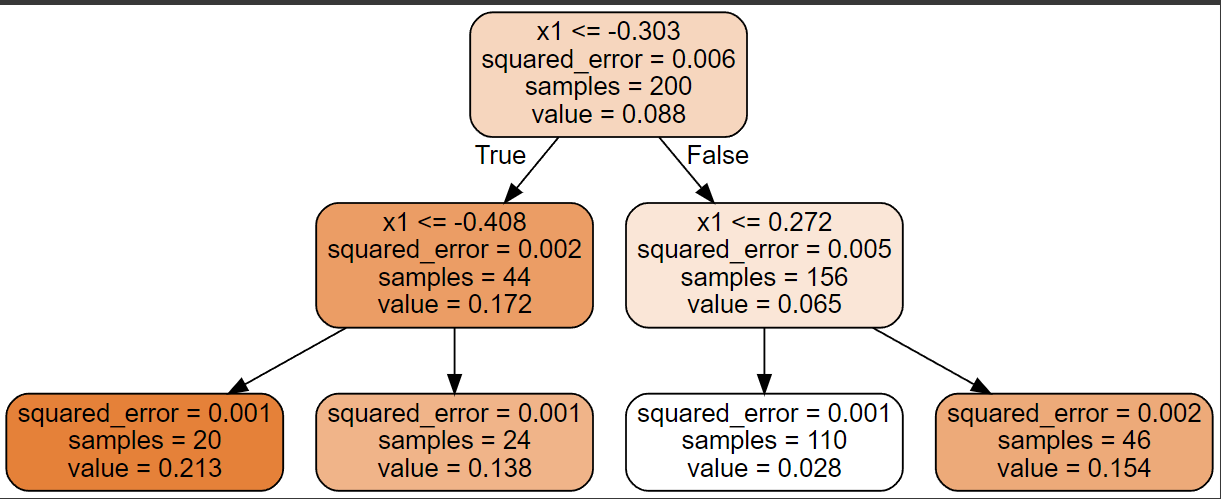 x1 <= -0.303
squared_error = 0.006
samples = 200
value = 0.088
True
False
x1 <= -0.408
squared_error = 0.002
samples = 44
value = 0.172
x1 <= 0.272
squared_error = 0.005
samples = 156
value = 0.065
squared_error = 0.001
samples = 20
value = 0.213
squared_error = 0.001
samples = 24
value = 0.138
squared_error = 0.001
samples = 110
value = 0.028
squared_error = 0.002
samples = 46
value = 0.154